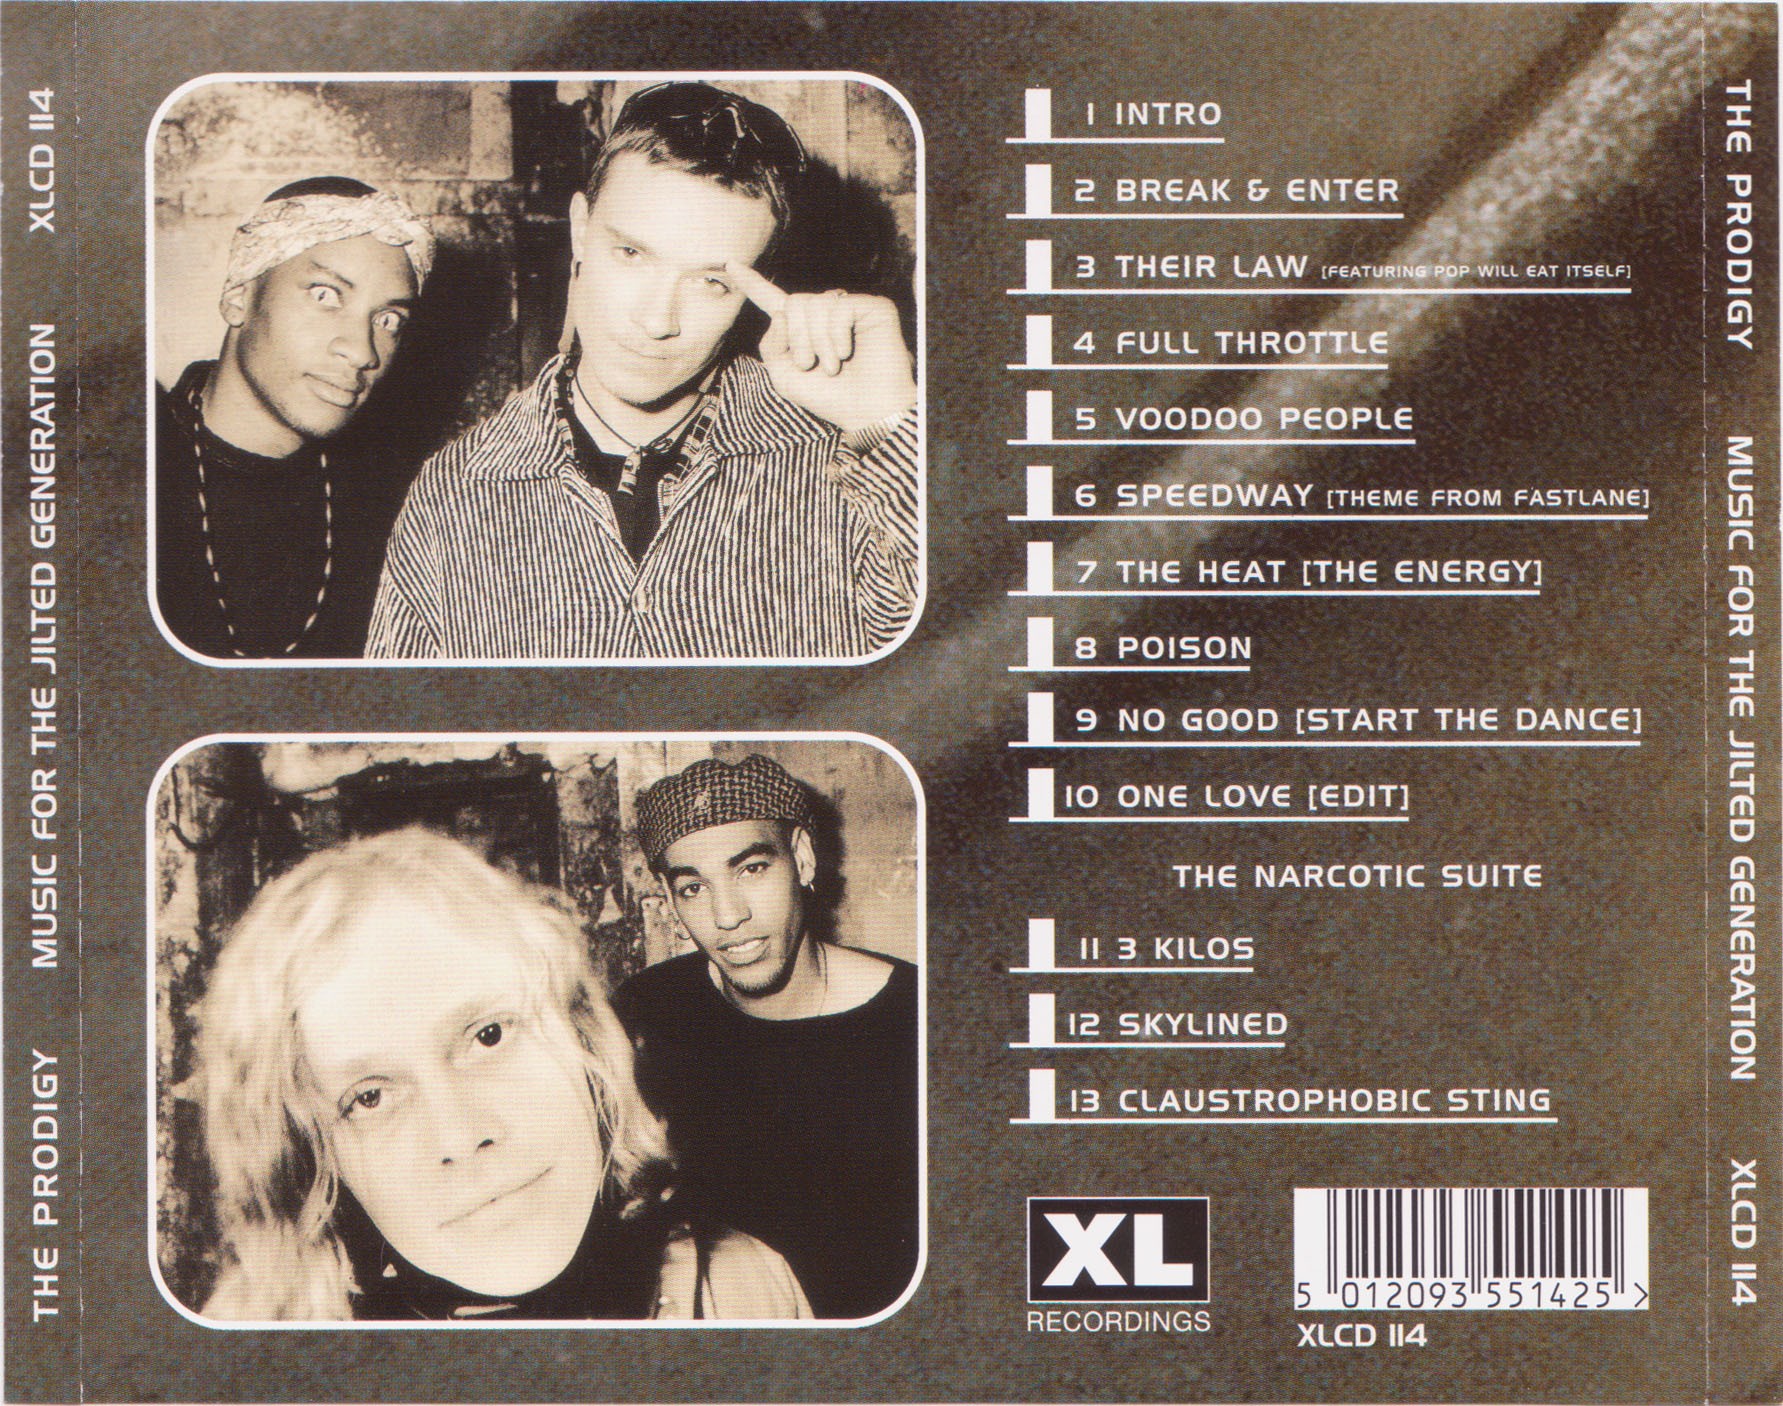 THE PRODIGY MUSIC FOR THE JILTED GENERATION XLCD 114
1 INTRO
2 BREAK & ENTER
3 THEIR LAW [FEATURING POP WILL EAT ITSELF]
4 FULL THROTTLE
5 VOODOO PEOPLE
6 SPEEDWAY [THEME FROM FASTLANE]
7 THE HEAT [THE ENERGY]
8 POISON
9 NO GOOD [START THE DANCE]
10 ONE LOVE [EDIT]
THE NARCOTIC SUITE
11 3 KILOS
12 SKYLINED
13 CLAUSTROPHOBIC STING
XL
RECORDINGS
5 012093 551425 >
XLCD 114
THE PRODIGY MUSIC FOR THE JILTED GENERATION XLCD 114